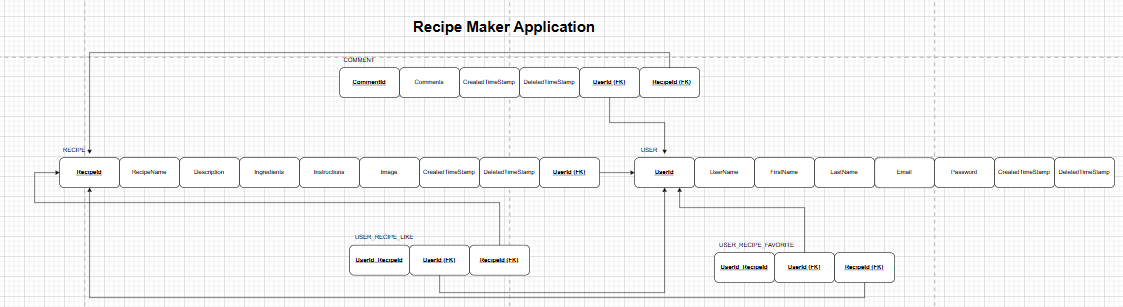 Recipe Maker Application
COMMENT
CommentId Comments CreatedTimeStamp DeletedTimeStamp UserId (FK) RecipeId (FK)
RECIPE
RecipeId RecipeName Description Ingredients Instructions Image CreatedTimeStamp DeletedTimeStamp UserId (FK)
USER
UserId UserName FirstName LastName Email Password CreatedTimeStamp DeletedTimeStamp
USER_RECIPE_LIKE
UserId_RecipeId UserId (FK) RecipeId (FK)
USER_RECIPE_FAVORITE
UserId_RecipeId UserId (FK) RecipeId (FK)